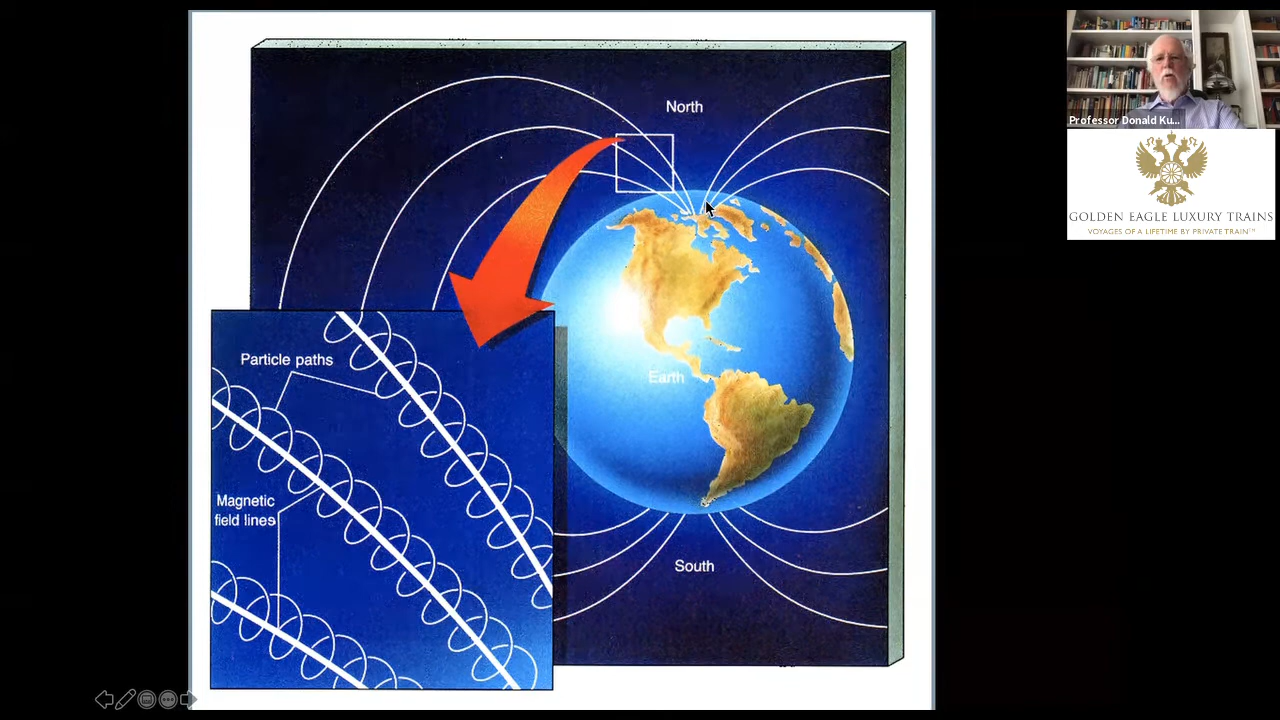 North
Professor Donald Ku...
GOLDEN EAGLE LUXURY TRAINS
VOYAGES OF A LIFETIME BY PRIVATE TRAIN™
Particle paths
Earth
Magnetic
field lines
South